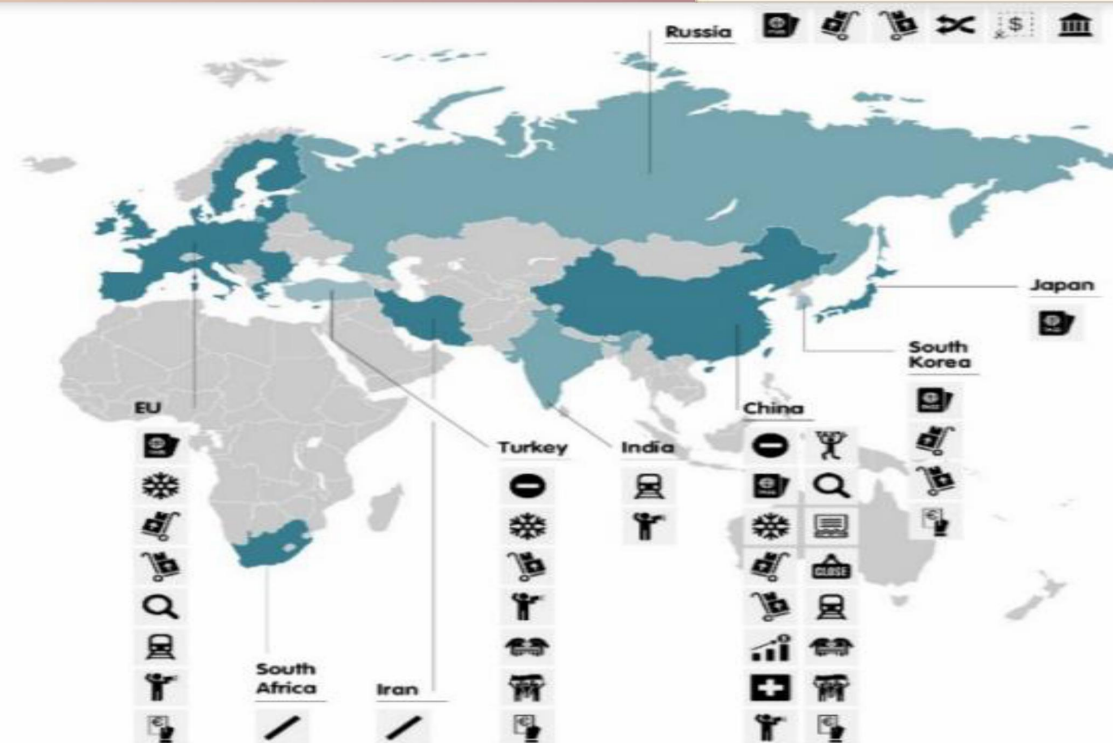 Russia
$
Japan
South
Korea
EU
Turkey
India
China
CLOSE
South
Africa
Iran